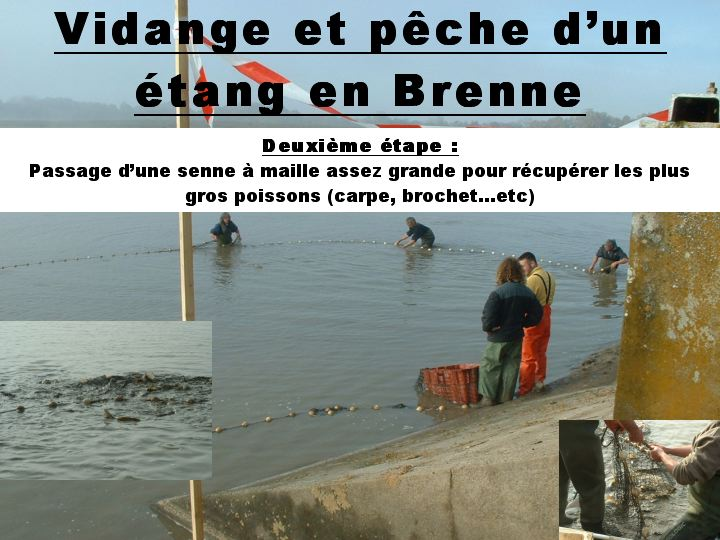 Vidange et pêche d’un
étang en Brenne
Deuxième étape :
Passage d’une senne à maille assez grande pour récupérer les plus
gros poissons (carpe, brochet...etc)